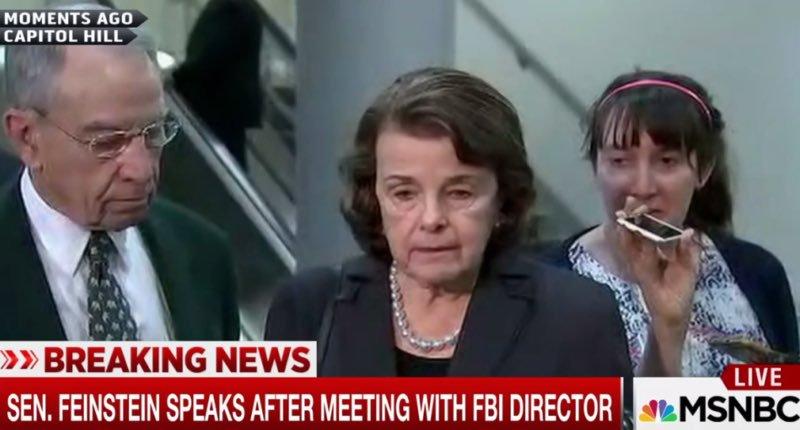 MOMENTS AGO
CAPITOL HILL
BREAKING NEWS
SEN. FEINSTEIN SPEAKS AFTER MEETING WITH FBI DIRECTOR
LIVE
MSNBC